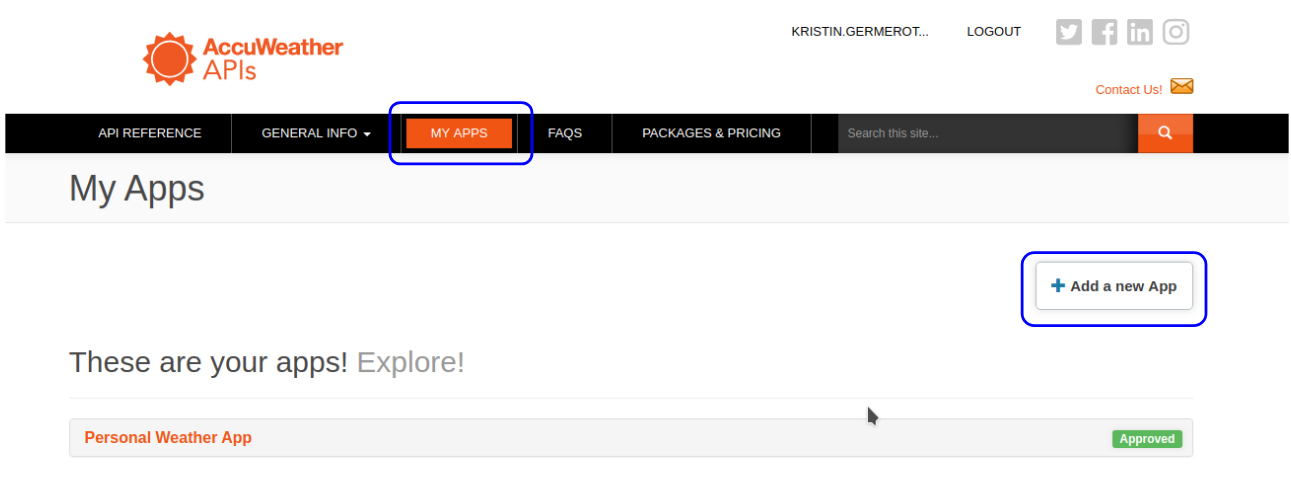 AccuWeather
APIs
KRISTIN.GERMEROT... LOGOUT
Contact Us!
API REFERENCE GENERAL INFO MY APPS FAQS PACKAGES & PRICING Search this site...
My Apps
Add a new App
These are your apps! Explore!
Personal Weather App Approved